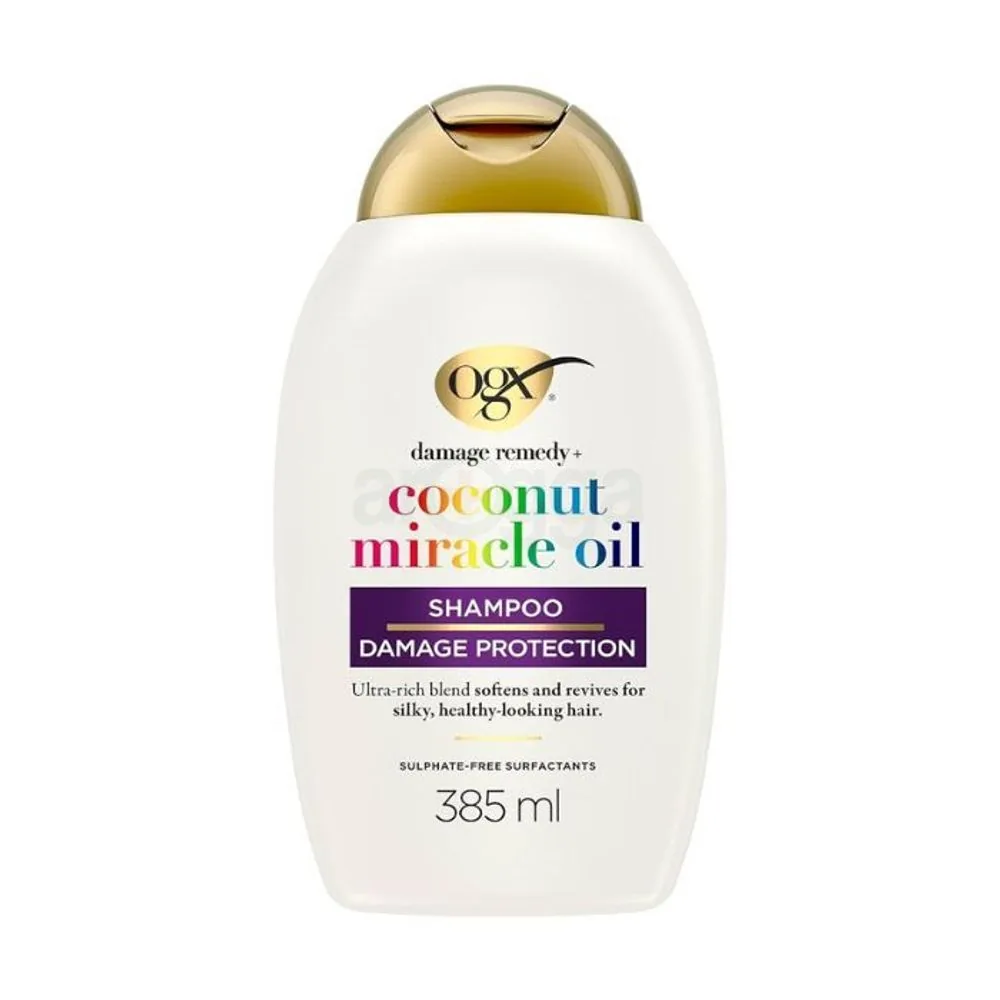 ogx®
damage remedy+
arogga
coconut
miracle oil
SHAMPOO
DAMAGE PROTECTION
Ultra-rich blend softens and revives for
silky, healthy-looking hair.
SULPHATE-FREE SURFACTANTS
385 ml